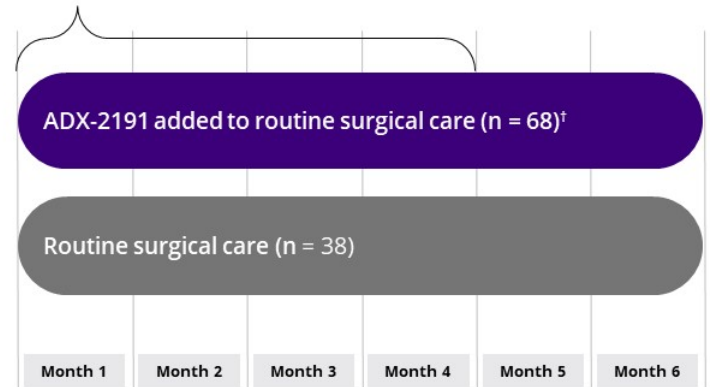 ADX-2191 added to routine surgical care (n = 68)†
Routine surgical care (n = 38)
Month 1 Month 2 Month 3 Month 4 Month 5 Month 6